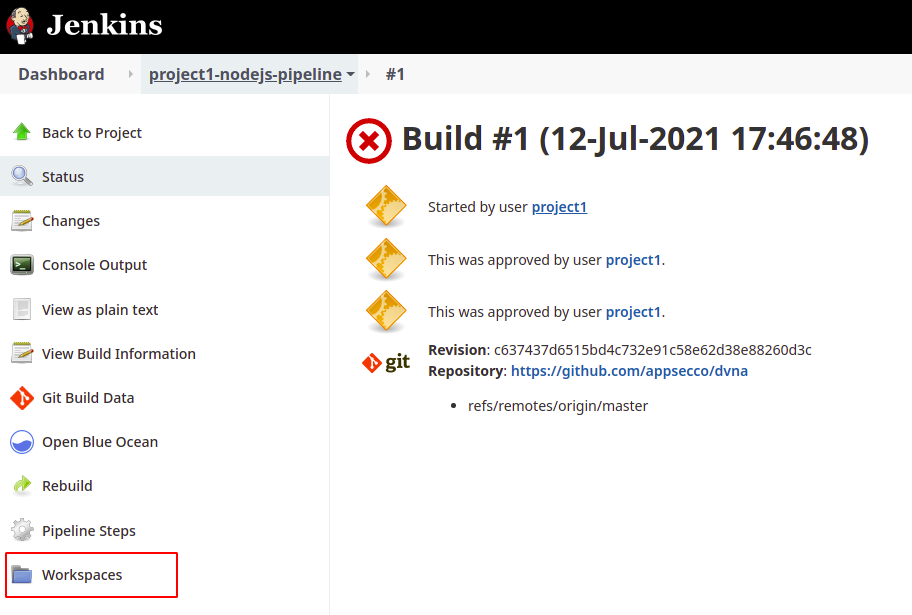 Jenkins
Dashboard project1-nodejs-pipeline #1
Back to Project
Status
Changes
Console Output
View as plain text
View Build Information
Git Build Data
Open Blue Ocean
Rebuild
Pipeline Steps
Workspaces
Build #1 (12-Jul-2021 17:46:48)
Started by user project1
This was approved by user project1.
This was approved by user project1.
git
Revision: c637437d6515bd4c732e91c58e62d38e88260d3c
Repository: https://github.com/appsecco/dvna
refs/remotes/origin/master